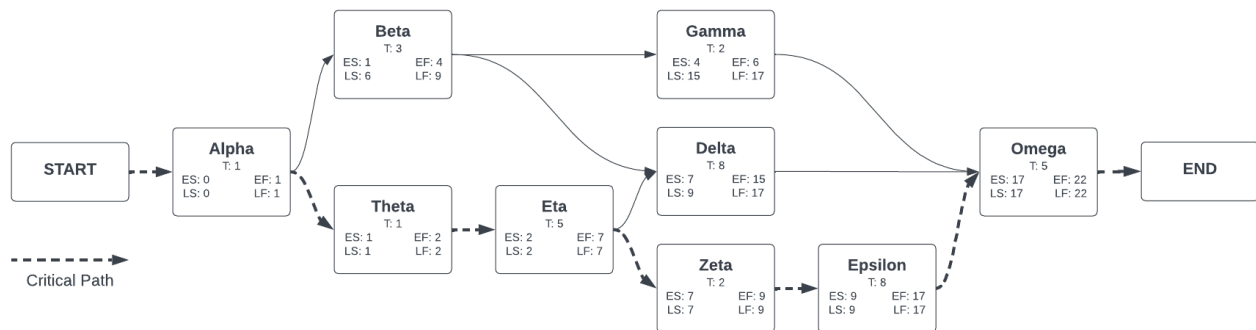 START
Alpha
T: 1
ES: 0 EF: 1
LS: 0 LF: 1
Beta
T: 3
ES: 1 EF: 4
LS: 6 LF: 9
Theta
T: 1
ES: 1 EF: 2
LS: 1 LF: 2
Eta
T: 5
ES: 2 EF: 7
LS: 2 LF: 7
Gamma
T: 2
ES: 4 EF: 6
LS: 15 LF: 17
Delta
T: 8
ES: 7 EF: 15
LS: 9 LF: 17
Zeta
T: 2
ES: 7 EF: 9
LS: 7 LF: 9
Epsilon
T: 8
ES: 9 EF: 17
LS: 9 LF: 17
Omega
T: 5
ES: 17 EF: 22
LS: 17 LF: 22
END
Critical Path